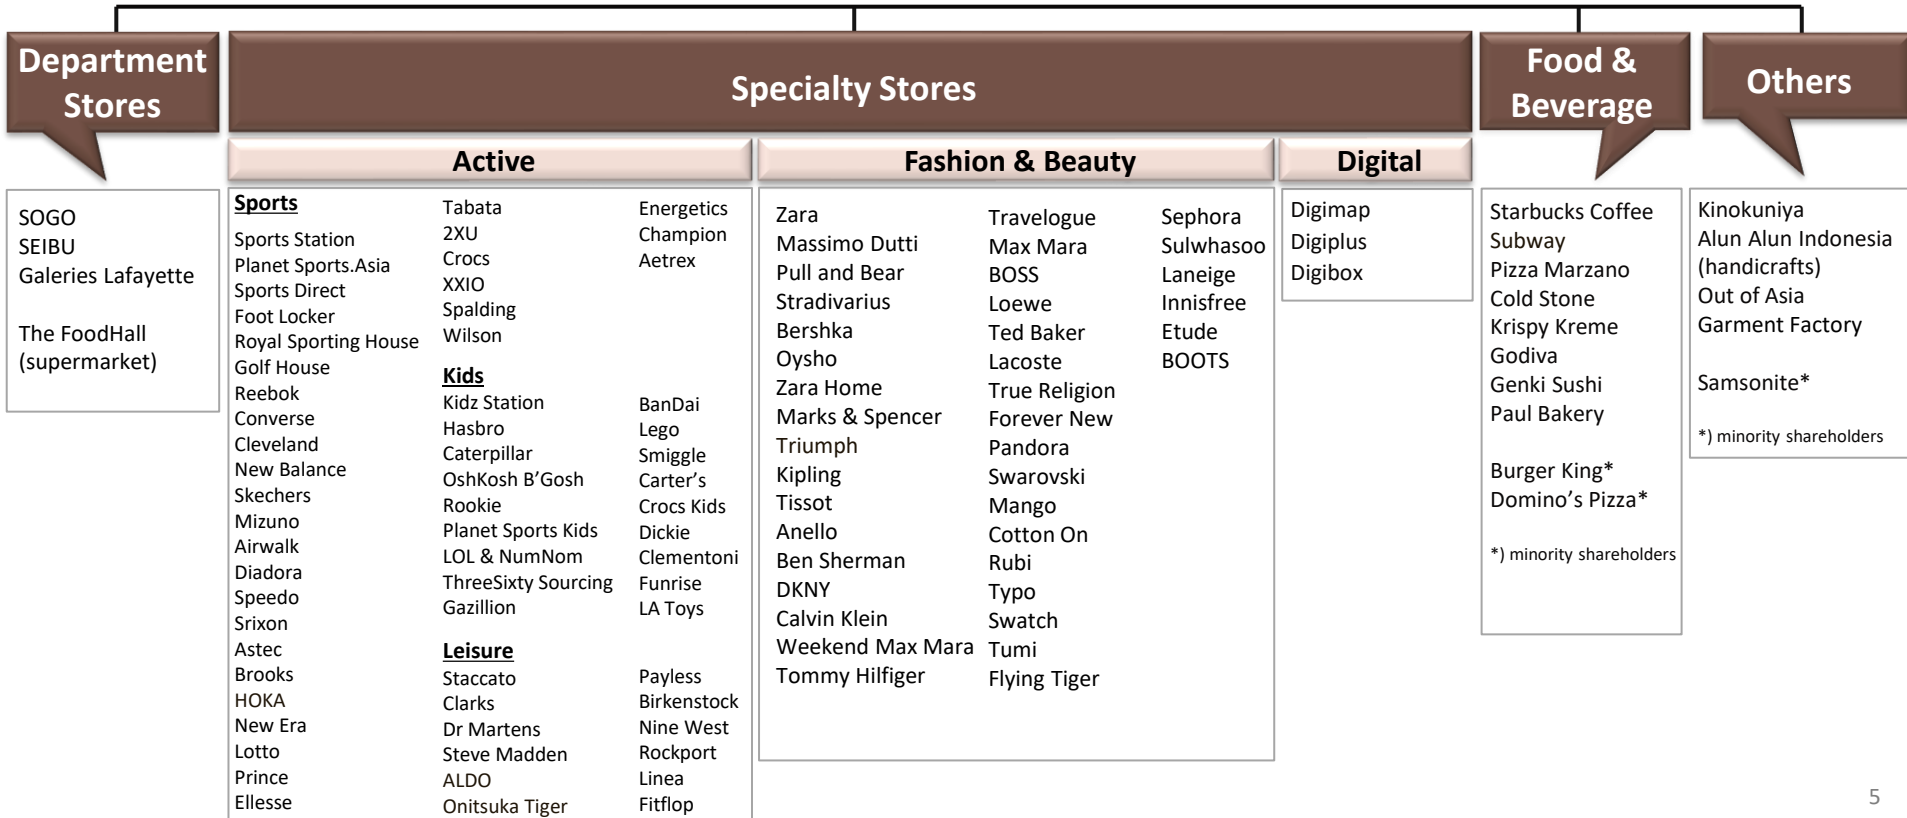 Department
Stores
Specialty Stores
Food &
Beverage
Others
Active
Fashion & Beauty
Digital
SOGO
SEIBU
Galeries Lafayette
The FoodHall
(supermarket)
Sports
Sports Station
Planet Sports.Asia
Sports Direct
Foot Locker
Royal Sporting House
Golf House
Reebok
Converse
Cleveland
New Balance
Skechers
Mizuno
Airwalk
Diadora
Speedo
Srixon
Astec
Brooks
HOKA
New Era
Lotto
Prince
Ellesse
Tabata
2XU
Crocs
XXIO
Spalding
Wilson
Energetics
Champion
Aetrex
Kids
Kidz Station
Hasbro
Caterpillar
OshKosh B’Gosh
Rookie
Planet Sports Kids
LOL & NumNom
ThreeSixty Sourcing
Gazillion
BanDai
Lego
Smiggle
Carter’s
Crocs Kids
Dickie
Clementoni
Funrise
LA Toys
Leisure
Staccato
Clarks
Dr Martens
Steve Madden
ALDO
Onitsuka Tiger
Payless
Birkenstock
Nine West
Rockport
Linea
Fitflop
Zara
Massimo Dutti
Pull and Bear
Stradivarius
Bershka
Oysho
Zara Home
Marks & Spencer
Triumph
Kipling
Tissot
Anello
Ben Sherman
DKNY
Calvin Klein
Weekend Max Mara
Tommy Hilfiger
Travelogue
Max Mara
BOSS
Loewe
Ted Baker
Lacoste
True Religion
Forever New
Pandora
Swarovski
Mango
Cotton On
Rubi
Typo
Swatch
Tumi
Flying Tiger
Sephora
Sulwhasoo
Laneige
Innisfree
Etude
BOOTS
Digimap
Digiplus
Digibox
Starbucks Coffee
Subway
Pizza Marzano
Cold Stone
Krispy Kreme
Godiva
Genki Sushi
Paul Bakery
Burger King*
Domino’s Pizza*
*) minority shareholders
Kinokuniya
Alun Alun Indonesia
(handicrafts)
Out of Asia
Garment Factory
Samsonite*
*) minority shareholders
5